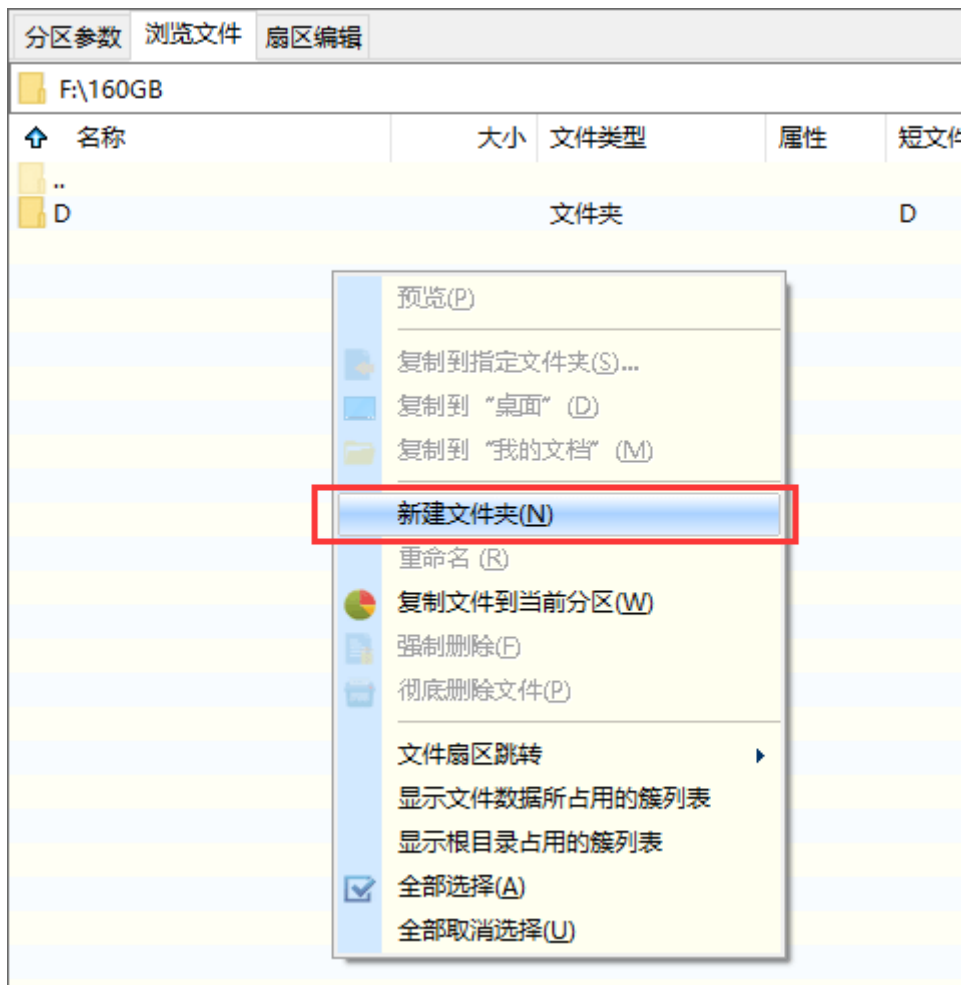 分区参数 浏览文件 扇区编辑
F:\160GB
名称 大小 文件类型 属性 短文件
..
D 文件夹 D
预览(P)
复制到指定文件夹(S)...
复制到 “桌面” (D)
复制到 “我的文档” (M)
新建文件夹(N)
重命名 (R)
复制文件到当前分区(W)
强制删除(F)
彻底删除文件(P)
文件扇区跳转
显示文件数据所占用的簇列表
显示根目录占用的簇列表
全部选择(A)
全部取消选择(U)